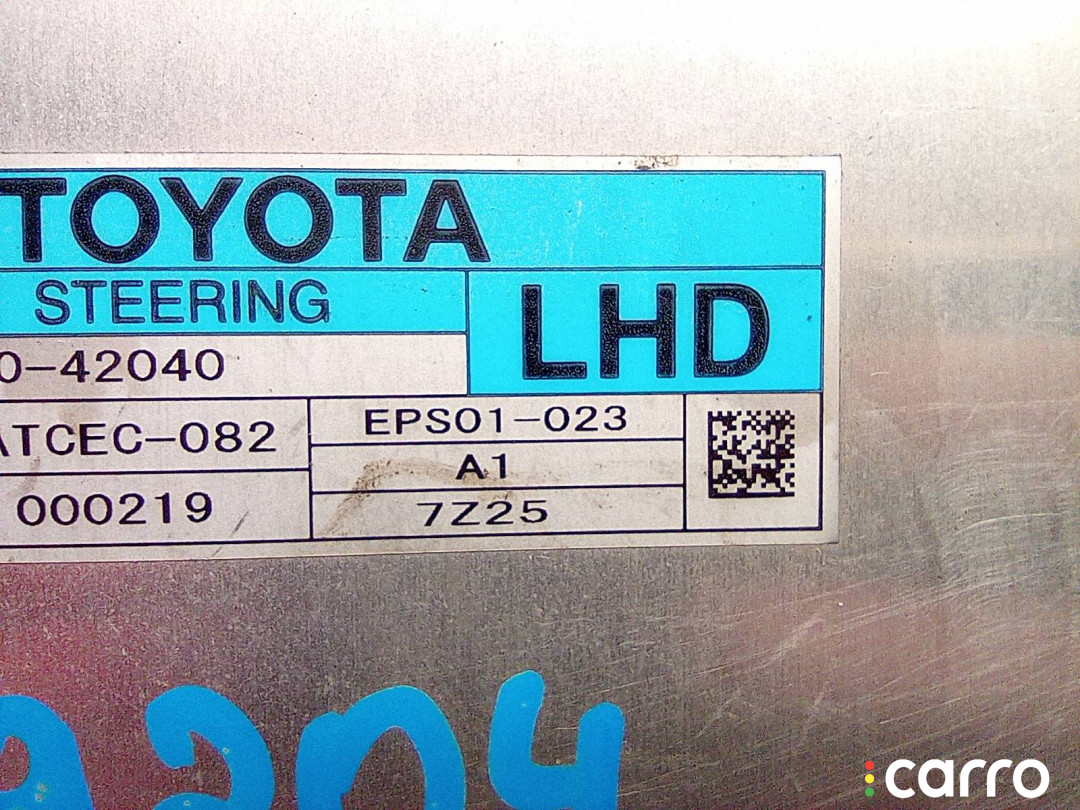 TOYOTA
STEERING
LHD
0-42040
ATCEC-082
EPS01-023
A1
000219
7Z25
carro